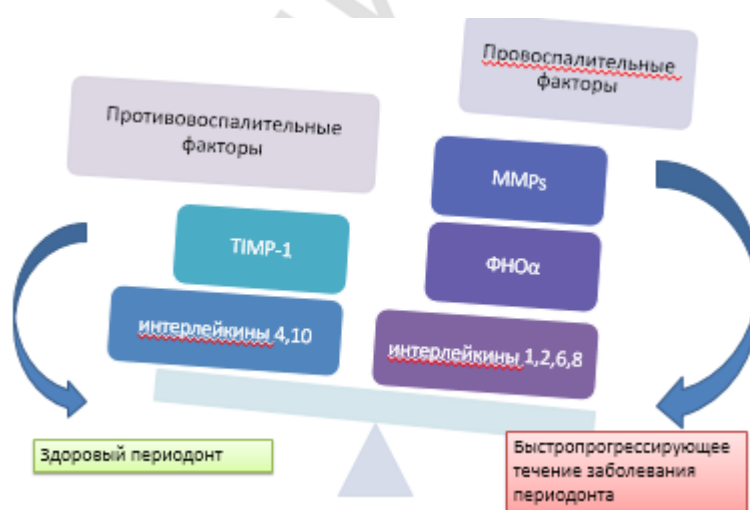 Противовоспалительные
факторы
TIMP-1
интерлейкины 4,10
Здоровый периодонт
Провоспалительные
факторы
MMPs
ФНОα
интерлейкины 1,2,6,8
Быстропрогрессирующее
течение заболевания
периодонта